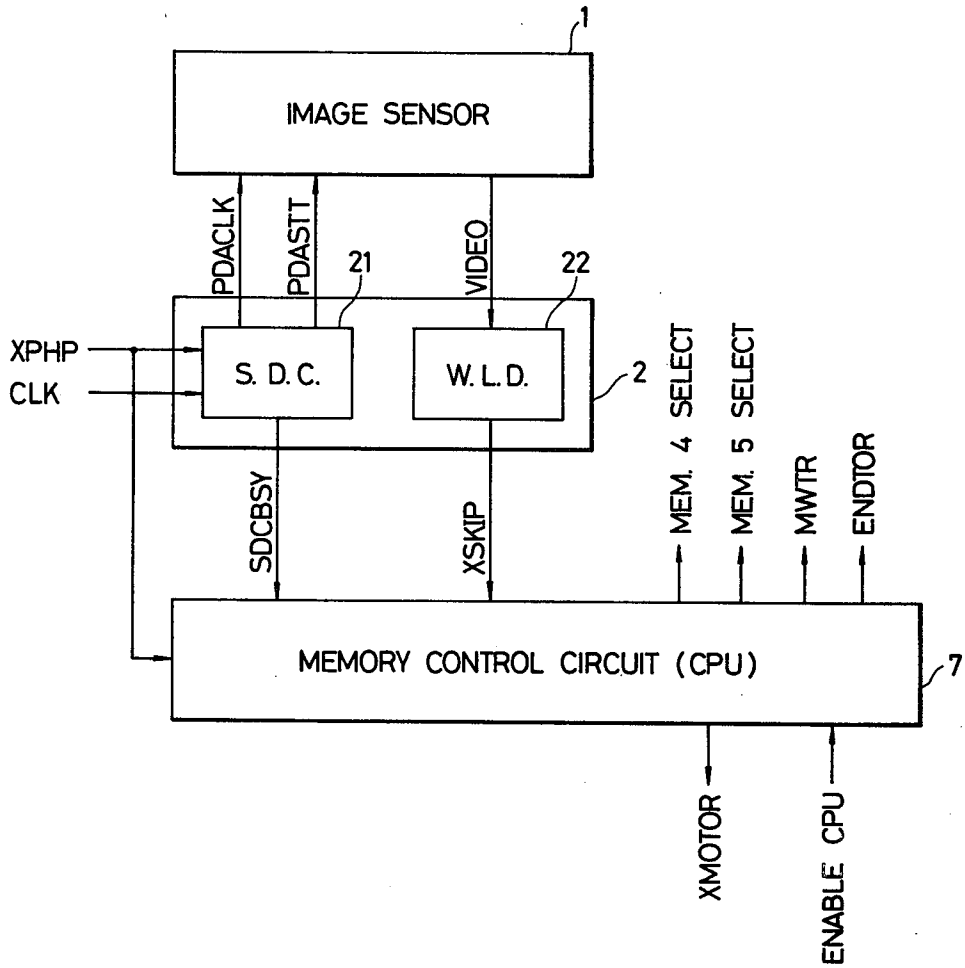 1
IMAGE SENSOR
PDACLK
PDASTT
VIDEO
21
22
XPHP
CLK
S. D. C.
W. L. D.
2
SDCBSY
XSKIP
MEM. 4 SELECT
MEM. 5 SELECT
MWTR
ENDTOR
MEMORY CONTROL CIRCUIT (CPU)
7
XMOTOR
ENABLE CPU